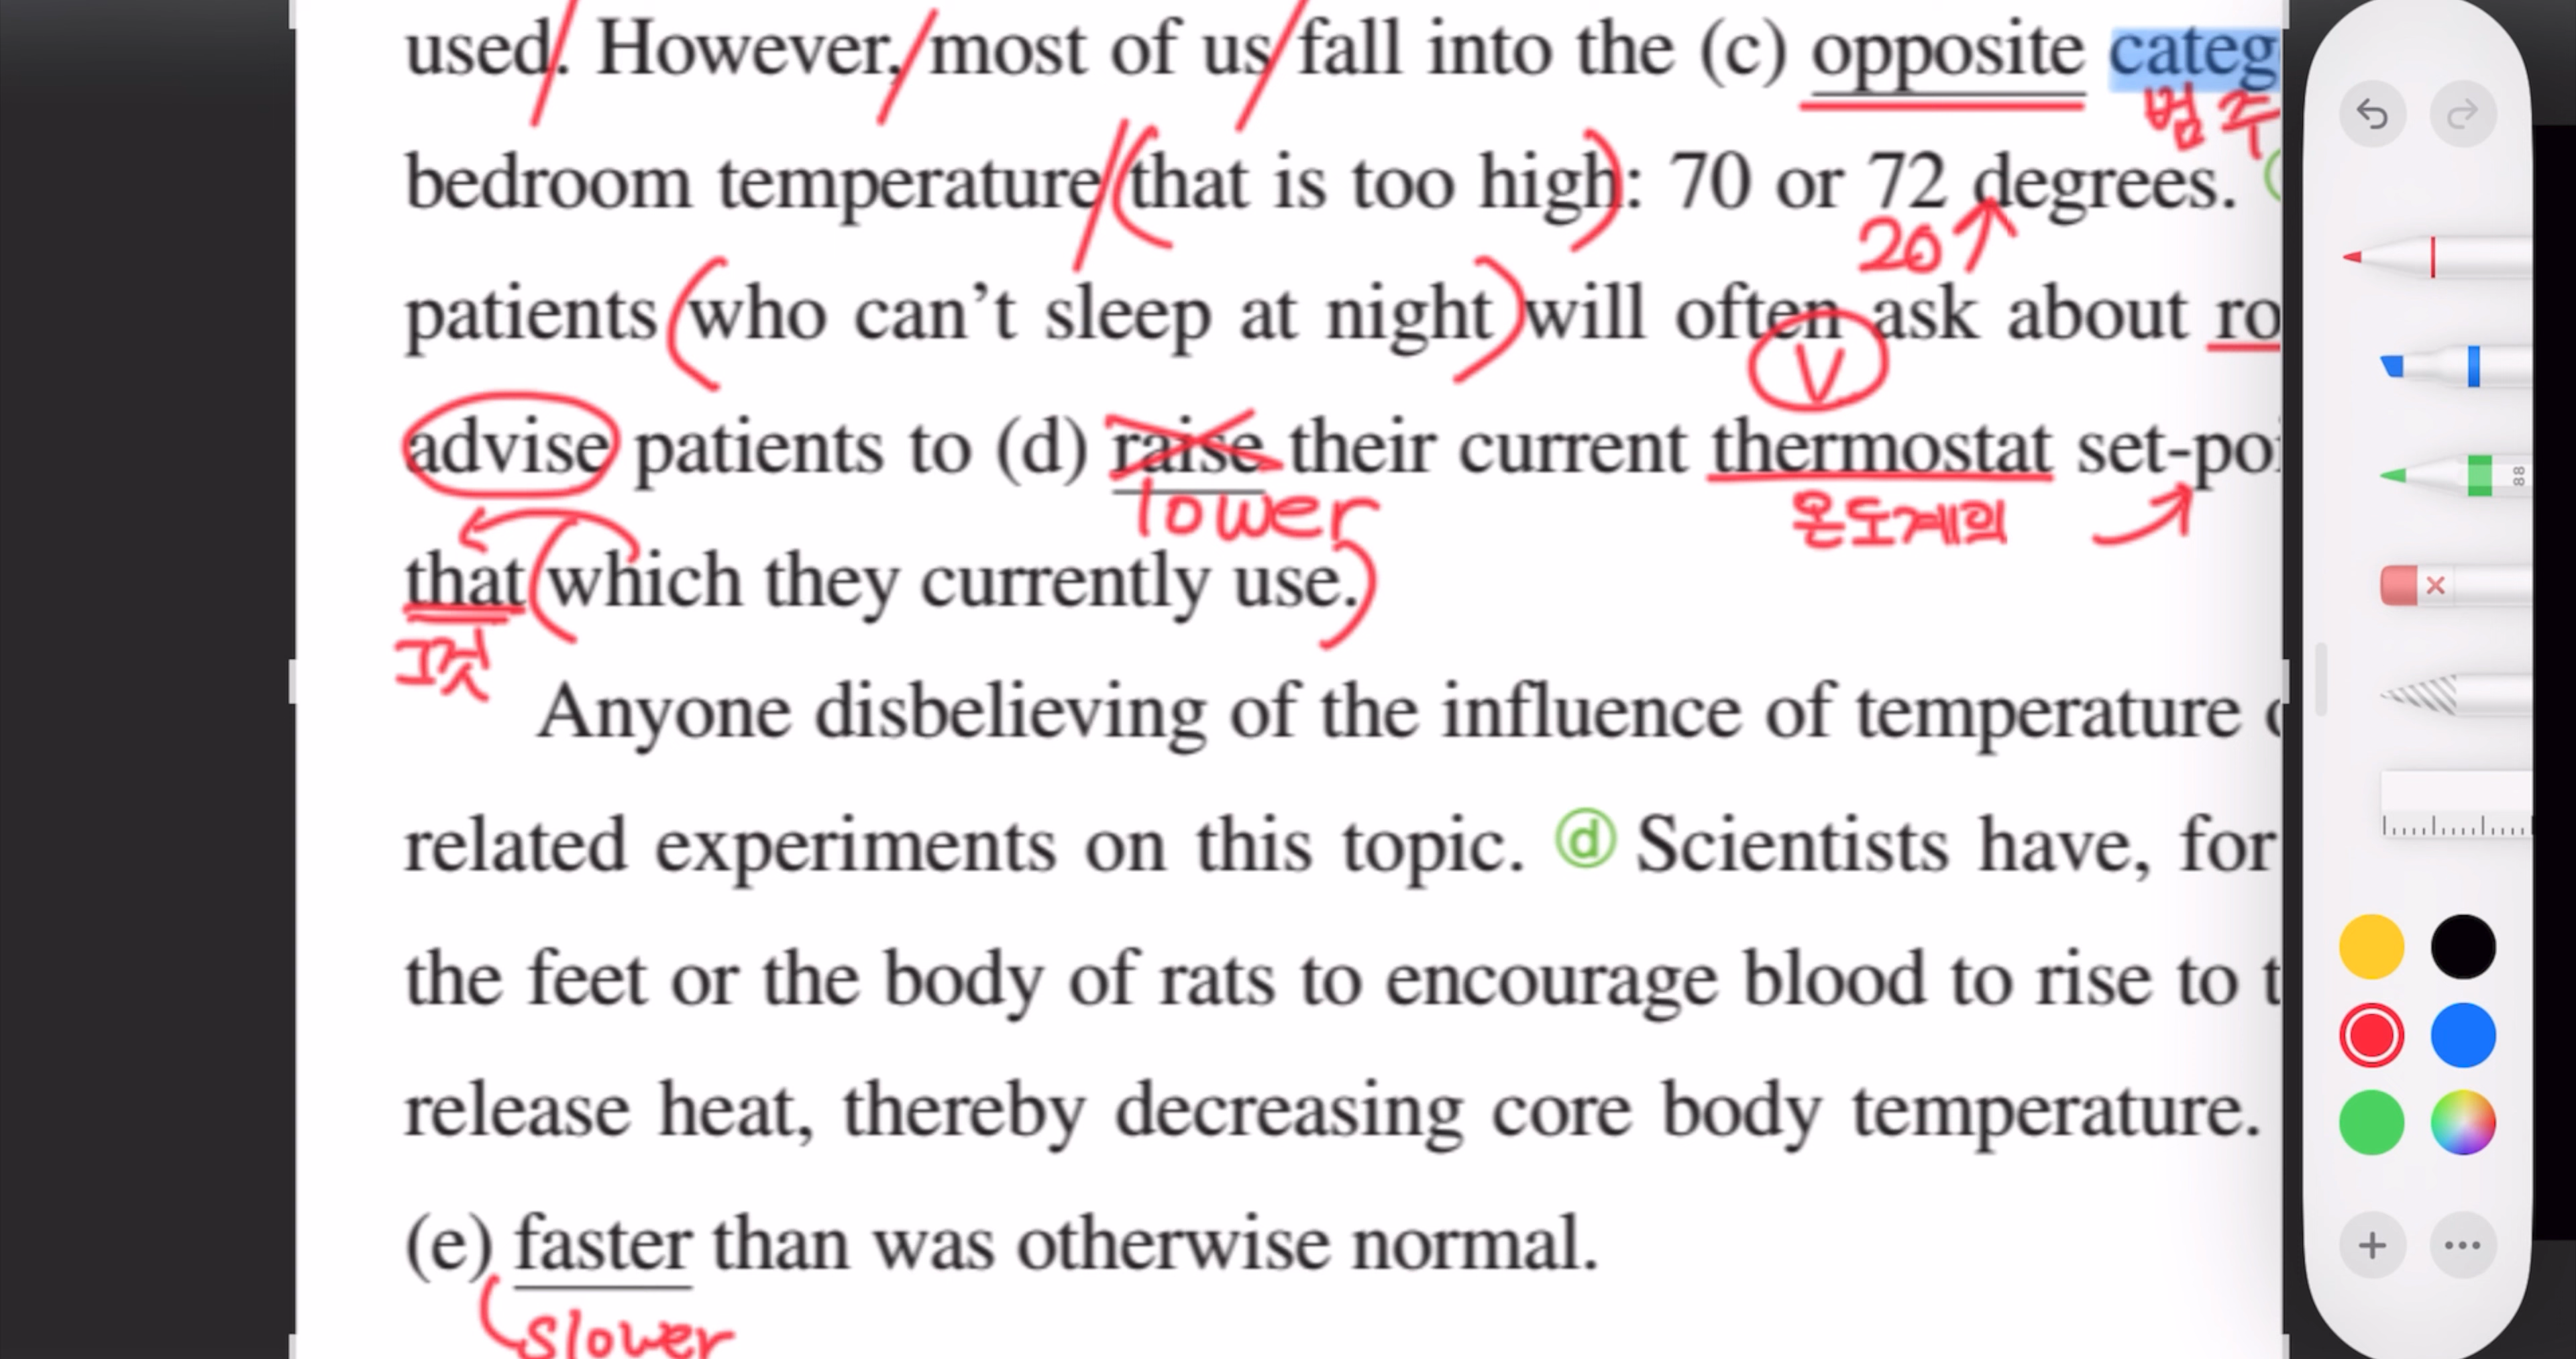 used. However, most of us fall into the (c) opposite categ
범주
bedroom temperature that is too high: 70 or 72 degrees.
20
patients who can't sleep at night will often ask about ro
V
advise patients to (d) raise their current thermostat set-poi
lower 온도계의
that which they currently use.
그것
Anyone disbelieving of the influence of temperature
related experiments on this topic. ⓓ Scientists have, for
the feet or the body of rats to encourage blood to rise to t
release heat, thereby decreasing core body temperature.
(e) faster than was otherwise normal.
slower
88